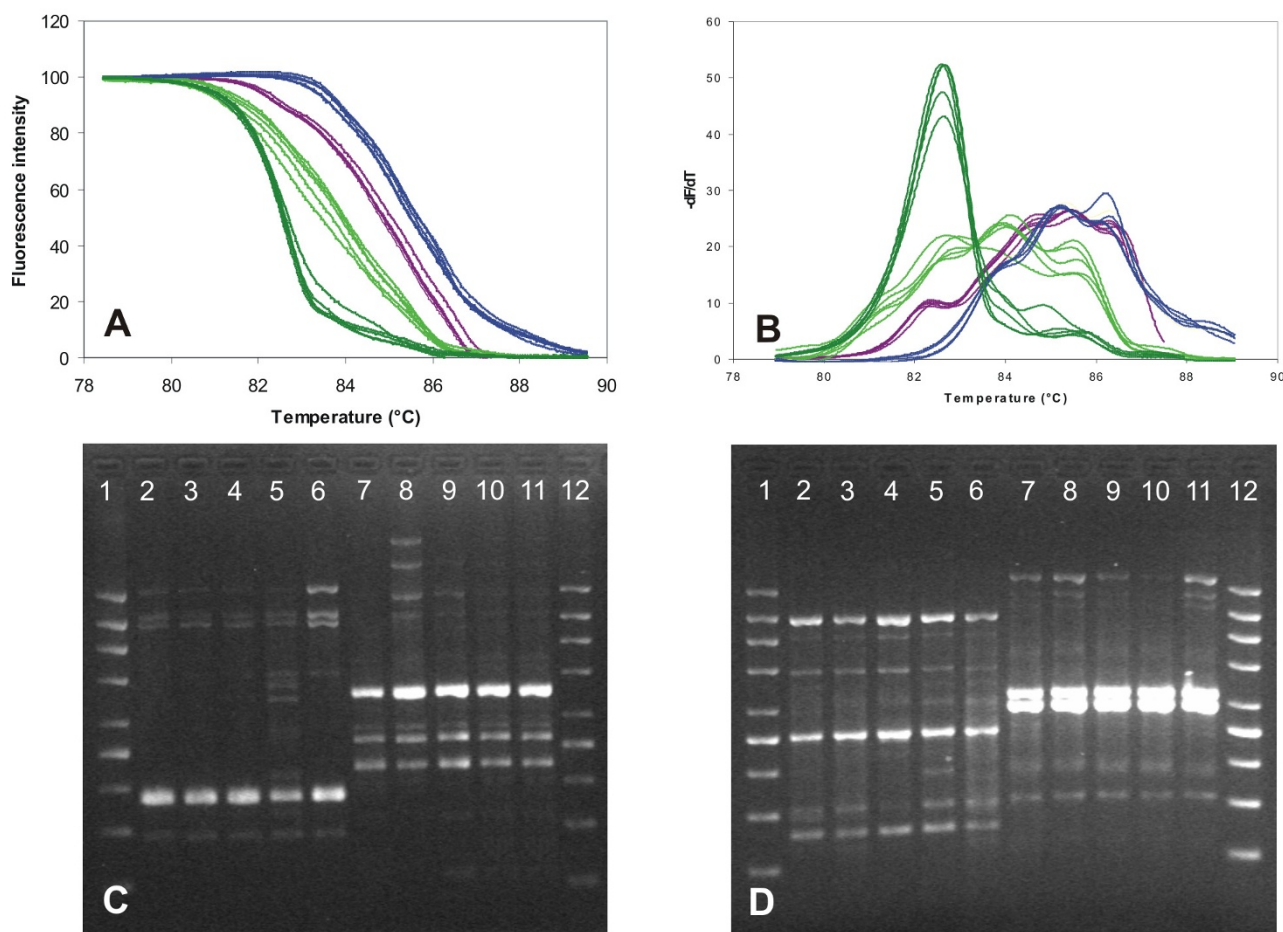 120
100
80
60
40
20
0
Fluorescence intensity
A
78 80 82 84 86 88 90
Temperature (°C)
60
50
40
30
20
10
0
-dF/dT
B
78 80 82 84 86 88 90
Temperature (°C)
1 2 3 4 5 6 7 8 9 10 11 12
C
1 2 3 4 5 6 7 8 9 10 11 12
D